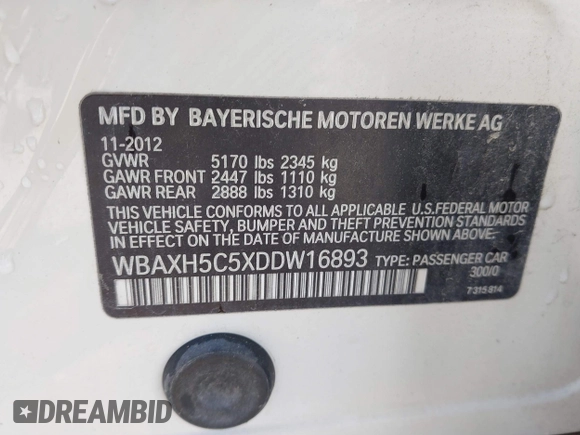 MFD BY BAYERISCHE MOTOREN WERKE AG
11-2012
GVWR 5170 lbs 2345 kg
GAWR FRONT 2447 lbs 1110 kg
GAWR REAR 2888 lbs 1310 kg
THIS VEHICLE CONFORMS TO ALL APPLICABLE U.S.FEDERAL MOTOR
VEHICLE SAFETY, BUMPER AND THEFT PREVENTION STANDARDS
IN EFFECT ON THE DATE OF MANUFACTURE SHOWN ABOVE.
WBAXH5C5XDDW16893 TYPE: PASSENGER CAR
300/0
7315814
DREAMBID